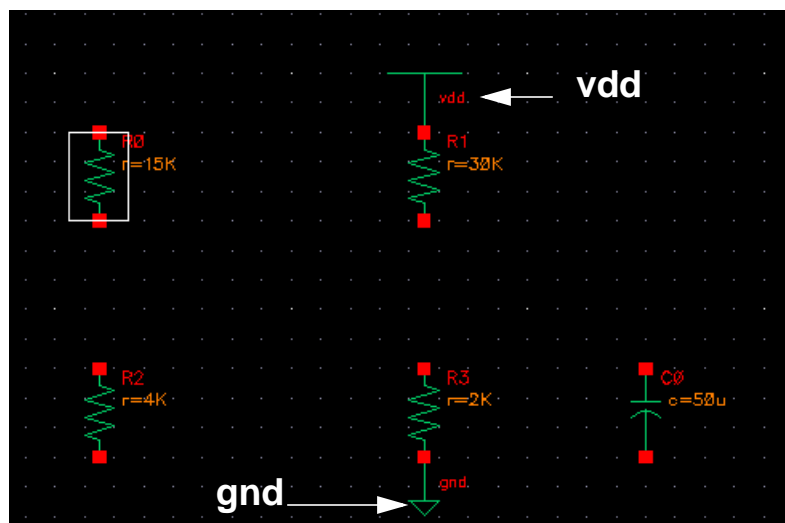 vdd
vdd
R0
r=15K
R1
r=30K
R2
r=4K
R3
r=2K
C0
c=50u
gnd
gnd